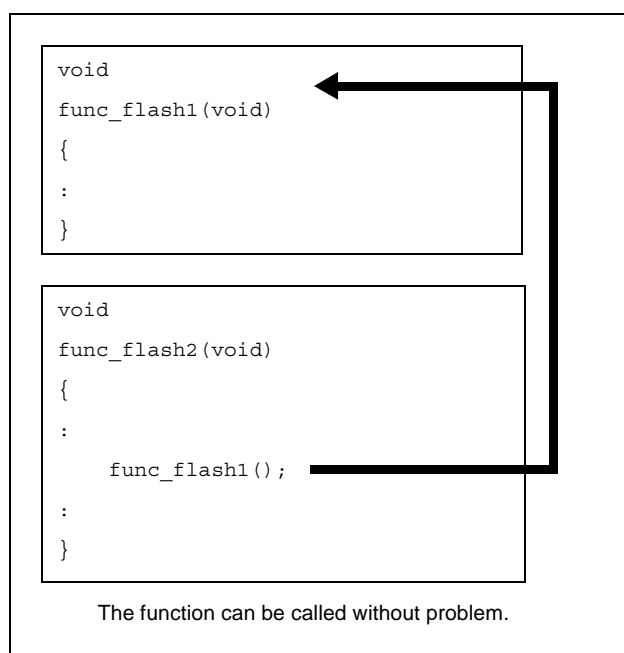 void
func_flash1(void)
{
:
}
void
func_flash2(void)
{
:
func_flash1();
:
}
The function can be called without problem.